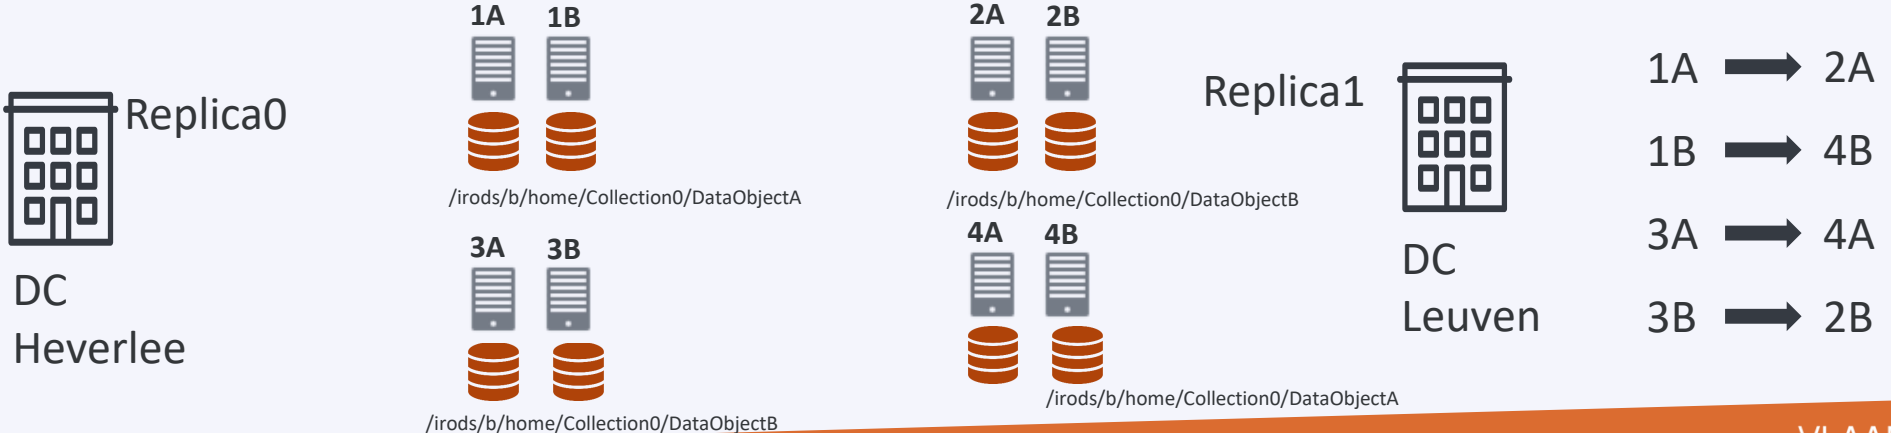 1A 1B
2A 2B
Replica0
/irods/b/home/Collection0/DataObjectA
/irods/b/home/Collection0/DataObjectB
3A 3B
4A 4B
/irods/b/home/Collection0/DataObjectB
/irods/b/home/Collection0/DataObjectA
DC
Heverlee
Replica1
DC
Leuven
1A 2A
1B 4B
3A 4A
3B 2B